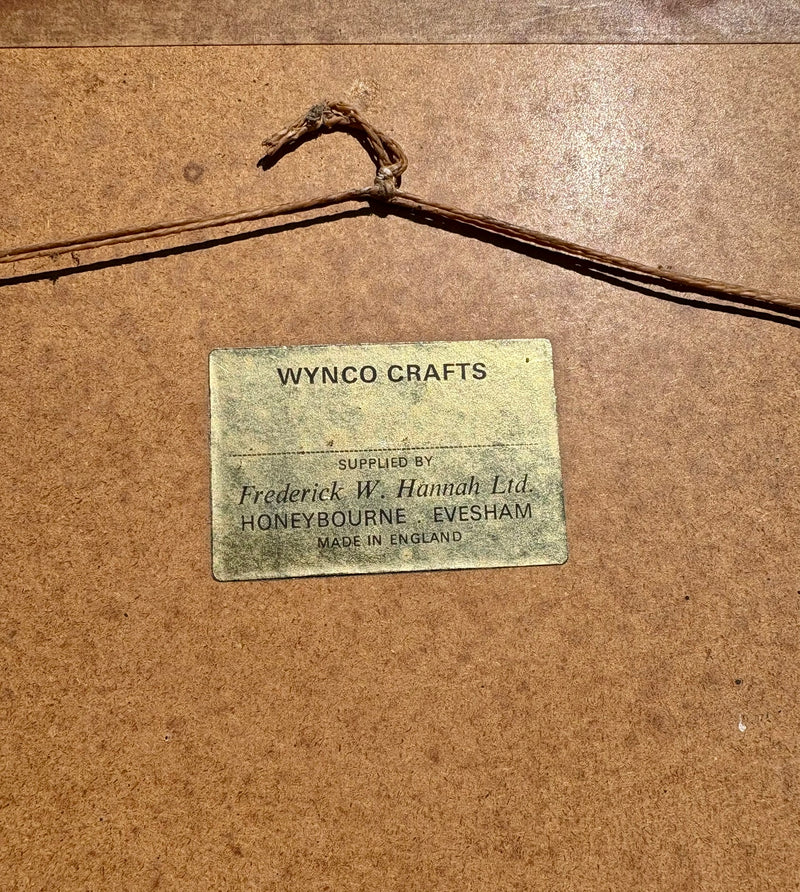 WYNCO CRAFTS
SUPPLIED BY
Frederick W. Hannah Ltd.
HONEYBOURNE . EVESHAM
MADE IN ENGLAND